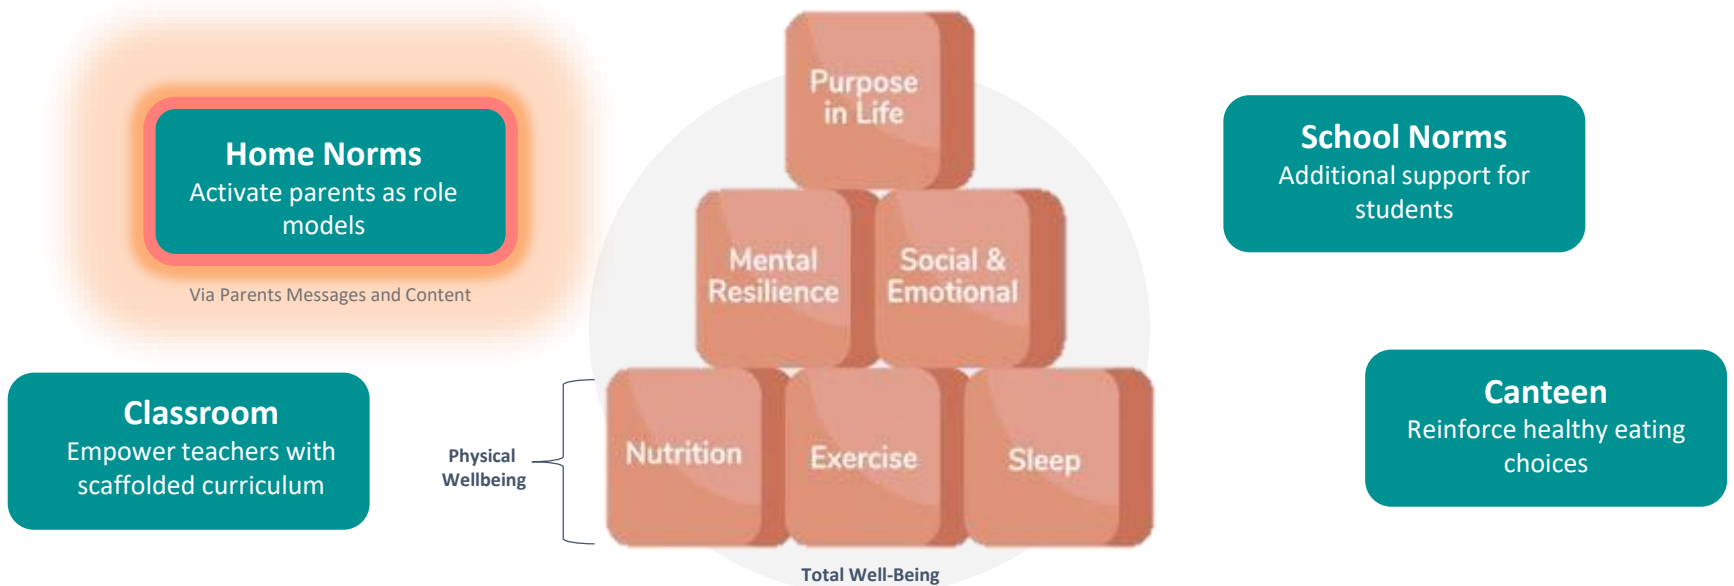 Purpose
in Life
Home Norms
Activate parents as role
models
Via Parents Messages and Content
School Norms
Additional support for
students
Mental
Resilience
Social &
Emotional
Classroom
Empower teachers with
scaffolded curriculum
Physical
Wellbeing
Nutrition
Exercise
Sleep
Canteen
Reinforce healthy eating
choices
Total Well-Being